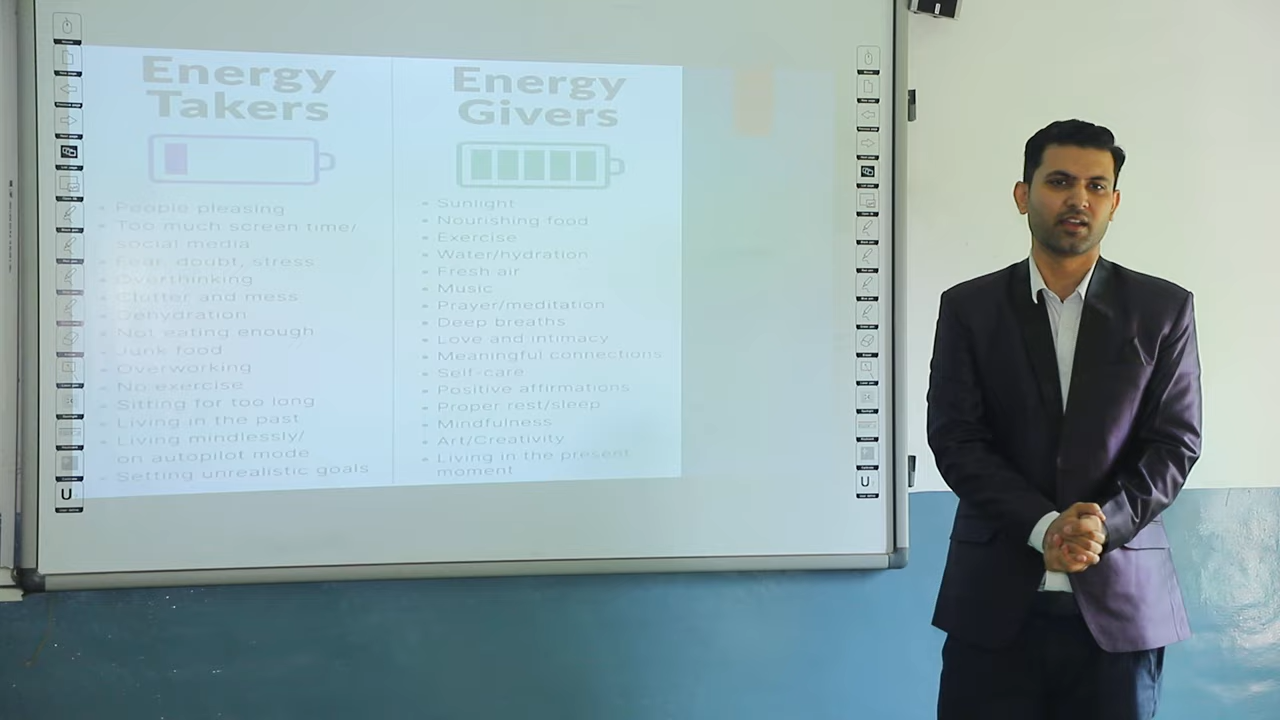 Energy
Takers
• People pleasing
• Too much screen time/
social media
• Fear, doubt, stress
• Overthinking
• Clutter and mess
• Dehydration
• Not eating enough
• Junk food
• Overworking
• No exercise
• Sitting for too long
• Living in the past
• Living mindlessly/
on autopilot mode
• Setting unrealistic goals
Energy
Givers
• Sunlight
• Nourishing food
• Exercise
• Water/hydration
• Fresh air
• Music
• Prayer/meditation
• Deep breaths
• Love and intimacy
• Meaningful connections
• Self-care
• Positive affirmations
• Proper rest/sleep
• Mindfulness
• Art/Creativity
• Living in the present
moment